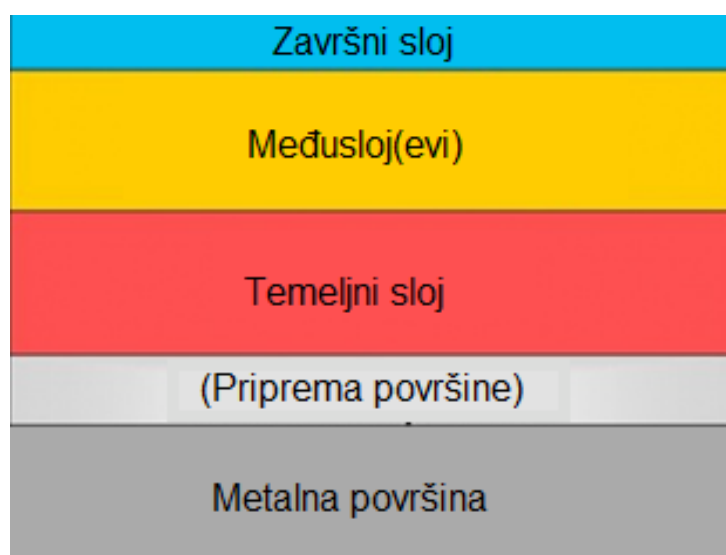 Završni sloj
Međusloj(evi)
Temeljni sloj
(Priprema površine)
Metalna površina